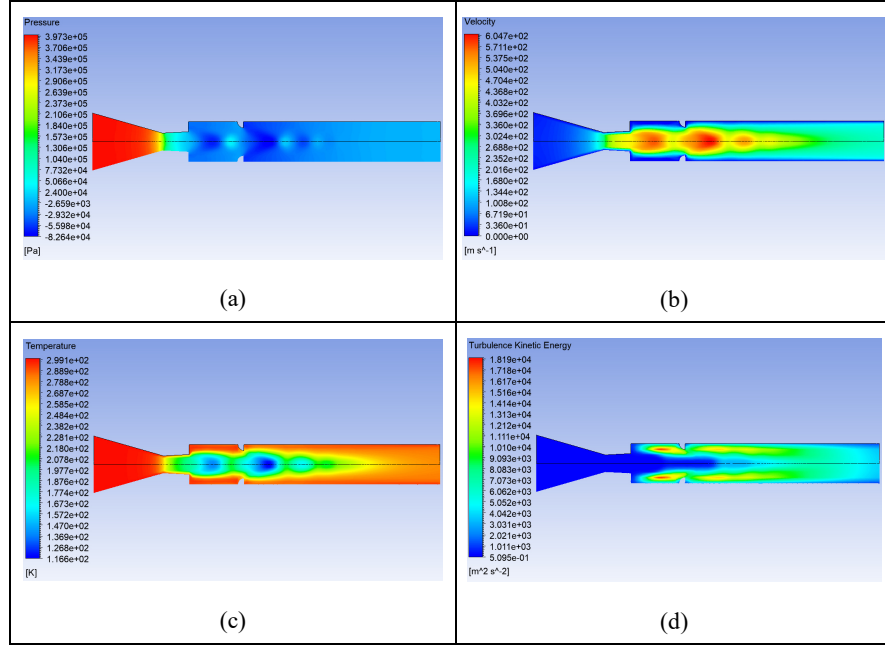 Pressure
3.973e+05
3.706e+05
3.439e+05
3.173e+05
2.906e+05
2.639e+05
2.373e+05
2.106e+05
1.840e+05
1.573e+05
1.306e+05
1.040e+05
7.732e+04
5.066e+04
2.400e+04
-2.659e+03
-2.932e+04
-5.598e+04
-8.264e+04
[Pa]
(a)
Velocity
6.047e+02
5.711e+02
5.375e+02
5.040e+02
4.704e+02
4.368e+02
4.032e+02
3.696e+02
3.360e+02
3.024e+02
2.688e+02
2.352e+02
2.016e+02
1.680e+02
1.344e+02
1.008e+02
6.719e+01
3.360e+01
0.000e+00
[m s^-1]
(b)
Temperature
2.991e+02
2.889e+02
2.788e+02
2.687e+02
2.585e+02
2.484e+02
2.382e+02
2.281e+02
2.180e+02
2.078e+02
1.977e+02
1.876e+02
1.774e+02
1.673e+02
1.572e+02
1.470e+02
1.369e+02
1.268e+02
1.166e+02
[K]
(c)
Turbulence Kinetic Energy
1.819e+04
1.718e+04
1.617e+04
1.516e+04
1.414e+04
1.313e+04
1.212e+04
1.111e+04
1.010e+04
9.093e+03
8.083e+03
7.073e+03
6.062e+03
5.052e+03
4.042e+03
3.031e+03
2.021e+03
1.011e+03
5.095e-01
[m^2 s^-2]
(d)